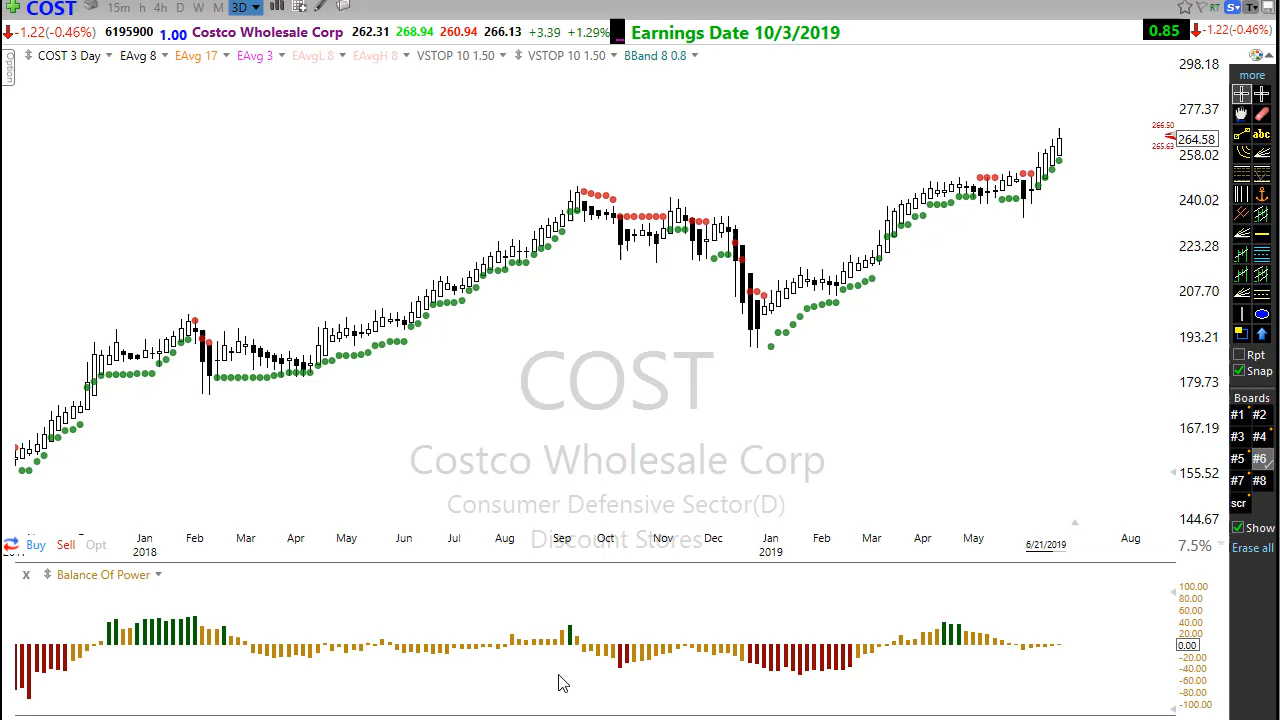 COST 15m h 4h D W M 3D RT S T
-1.22(-0.46%) 6195900 1.00 Costco Wholesale Corp 262.31 268.94 260.94 266.13 +3.39 +1.29% Earnings Date 10/3/2019 0.85 -1.22(-0.46%)
Option
COST 3 Day EAvg 8 EAvg 17 EAvg 3 EAvgL 8 EAvgH 8 VSTOP 10 1.50 VSTOP 10 1.50 BBand 8 0.8
298.18
277.37
266.50
264.58
265.63
258.02
240.02
223.28
207.70
193.21
179.73
167.19
155.52
144.67
7.5%
COST
Costco Wholesale Corp
Consumer Defensive Sector(D)
Discount Stores
Jan Feb Mar Apr May Jun Jul Aug Sep Oct Nov Dec Jan Feb Mar Apr May 6/21/2019 Aug
2018 2019
Buy Sell Opt
x Balance Of Power
100.00
80.00
60.00
40.00
20.00
0.00
-20.00
-40.00
-60.00
-80.00
-100.00
more
abc
Rpt
Snap
Boards
#1 #2
#3 #4
#5 #6
#7 #8
scr
Show
Erase all